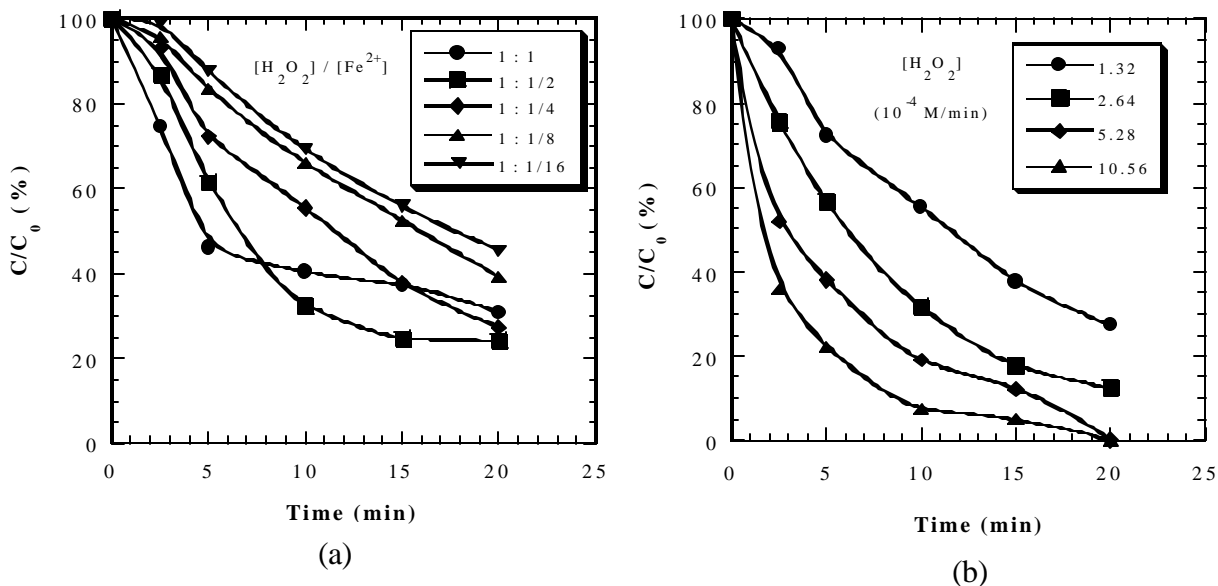 100
80
60
40
20
0
C/C₀ (%)
[H₂O₂] / [Fe²⁺]
1 : 1
1 : 1/2
1 : 1/4
1 : 1/8
1 : 1/16
0 5 10 15 20 25
Time (min)
(a)
100
80
60
40
20
0
C/C₀ (%)
[H₂O₂]
(10⁻⁴ M/min)
1.32
2.64
5.28
10.56
0 5 10 15 20 25
Time (min)
(b)